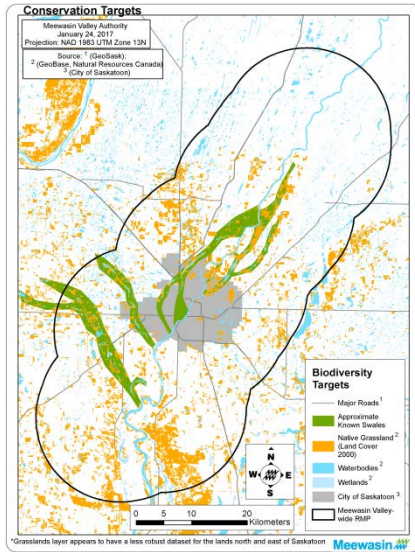 Conservation Targets
Meewasin Valley Authority
January 24, 2017
Projection: NAD 1983 UTM Zone 13N
Source: ¹ (GeoSask);
² (GeoBase, Natural Resources Canada)
³ (City of Saskatoon)
Biodiversity
Targets
Major Roads ¹
Approximate
Known Swales
Native Grassland ²
(Land Cover
2000)
Waterbodies ²
Wetlands ²
City of Saskatoon ³
Meewasin Valley-
wide RMP
N
W E
S
0 5 10 20
Kilometers
*Grasslands layer appears to have a less robust dataset for the lands north and east of Saskatoon
Meewasin